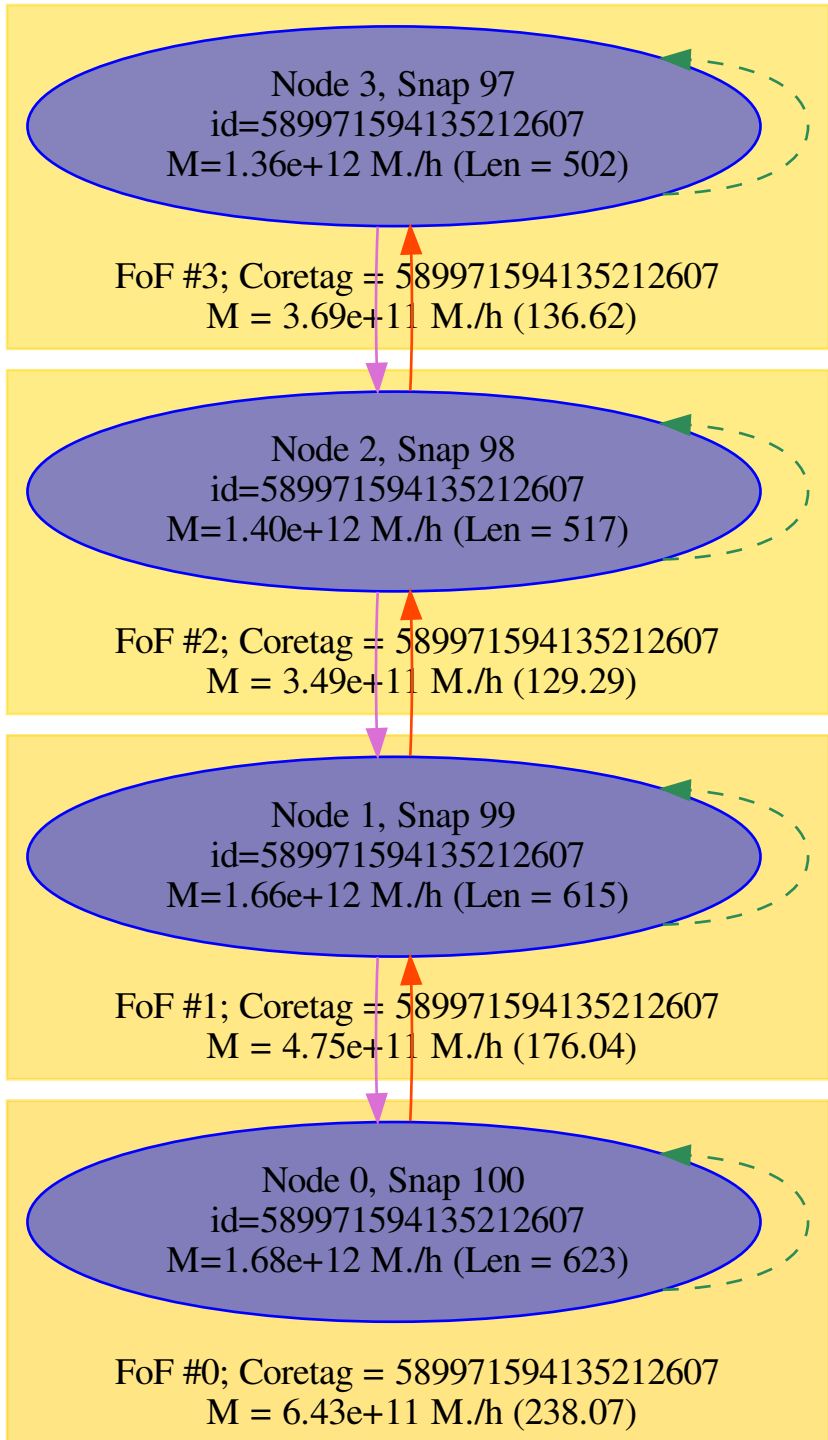 Node 3, Snap 97
id=589971594135212607
M=1.36e+12 M./h (Len = 502)
FoF #3; Coretag = 589971594135212607
M = 3.69e+11 M./h (136.62)
Node 2, Snap 98
id=589971594135212607
M=1.40e+12 M./h (Len = 517)
FoF #2; Coretag = 589971594135212607
M = 3.49e+11 M./h (129.29)
Node 1, Snap 99
id=589971594135212607
M=1.66e+12 M./h (Len = 615)
FoF #1; Coretag = 589971594135212607
M = 4.75e+11 M./h (176.04)
Node 0, Snap 100
id=589971594135212607
M=1.68e+12 M./h (Len = 623)
FoF #0; Coretag = 589971594135212607
M = 6.43e+11 M./h (238.07)